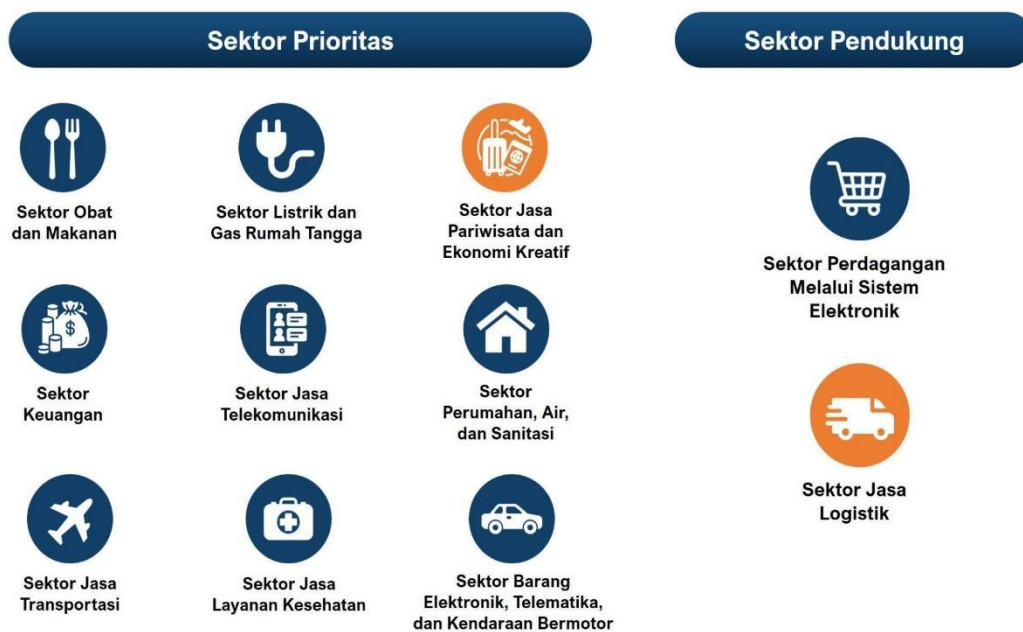 Sektor Prioritas
Sektor Pendukung
Sektor Obat
dan Makanan
Sektor Listrik dan
Gas Rumah Tangga
Sektor Jasa
Pariwisata dan
Ekonomi Kreatif
Sektor
Keuangan
Sektor Jasa
Telekomunikasi
Sektor
Perumahan, Air,
dan Sanitasi
Sektor Jasa
Transportasi
Sektor Jasa
Layanan Kesehatan
Sektor Barang
Elektronik, Telematika,
dan Kendaraan Bermotor
Sektor Perdagangan
Melalui Sistem
Elektronik
Sektor Jasa
Logistik